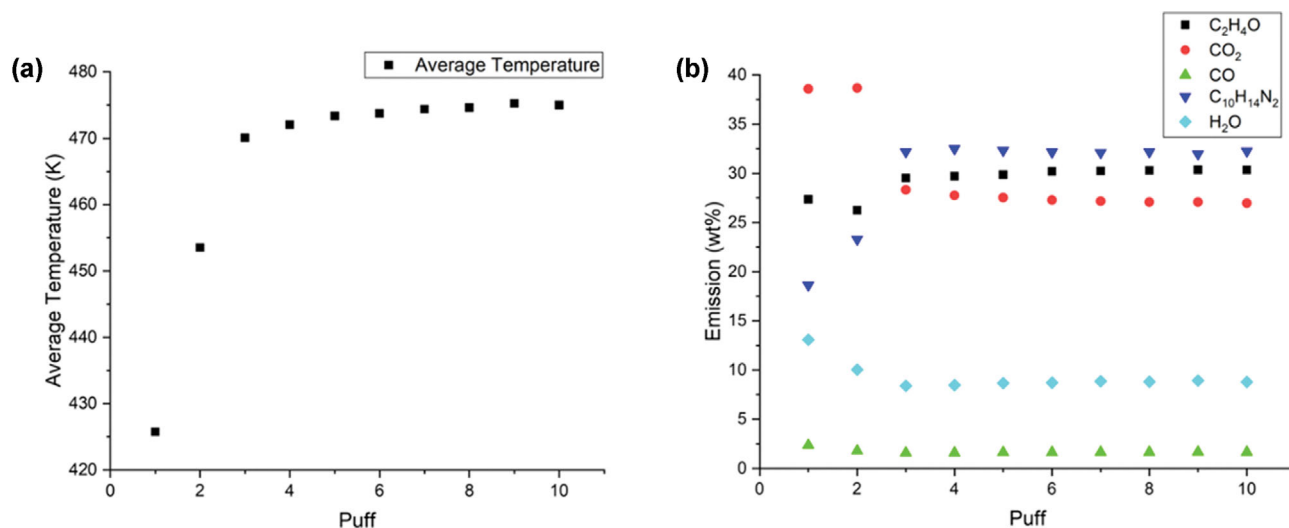 (a)
Average Temperature
480
470
460
450
440
430
420
Average Temperature (K)
0 2 4 6 8 10
Puff
(b)
C₂H₄O
CO₂
CO
C₁₀H₁₄N₂
H₂O
40
35
30
25
20
15
10
5
0
Emission (wt%)
0 2 4 6 8 10
Puff